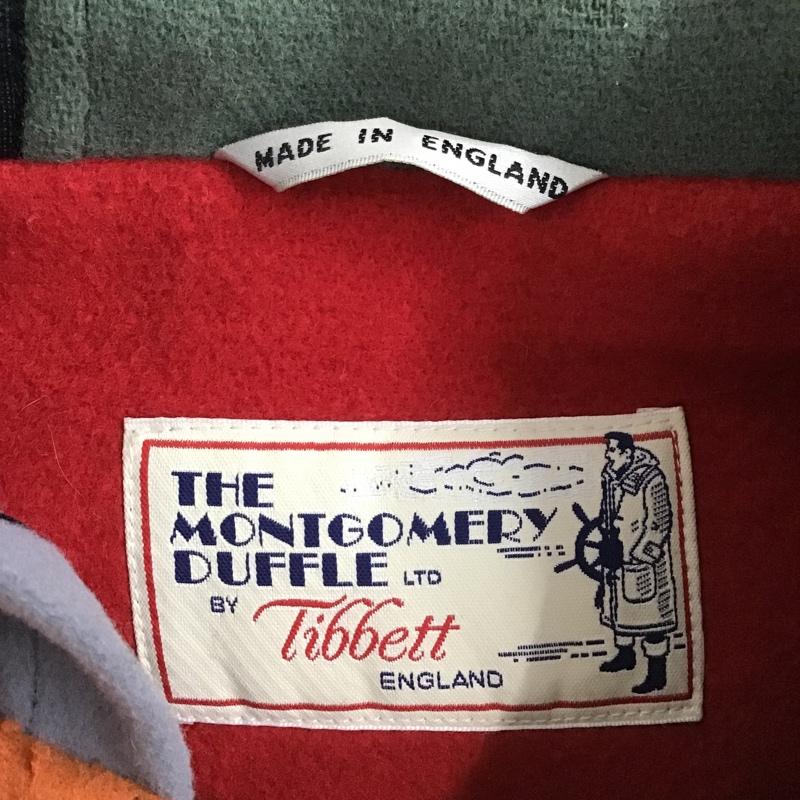 MADE IN ENGLAND
THE
MONTGOMERY
DUFFLE LTD
BY Tibbett
ENGLAND